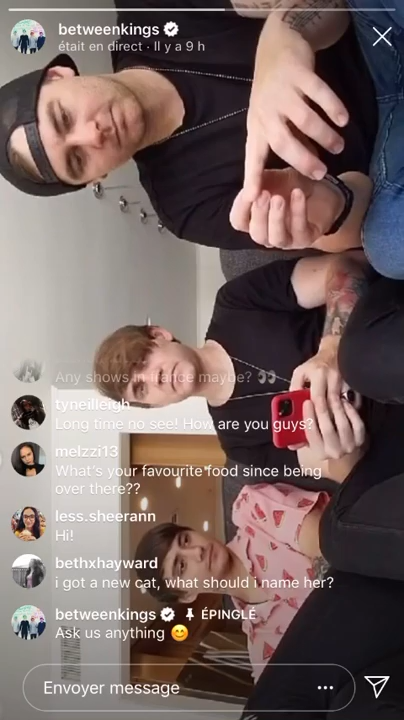 betweenkings
était en direct · Il y a 9 h
Any shows in france maybe? 👀
tyneilleigh
Long time no see! How are you guys?
melzzi13
What's your favourite food since being
over there??
less.sheerann
Hi!
bethxhayward
i got a new cat, what should i name her?
betweenkings ÉPINGLÉ
Ask us anything 😊
Envoyer message